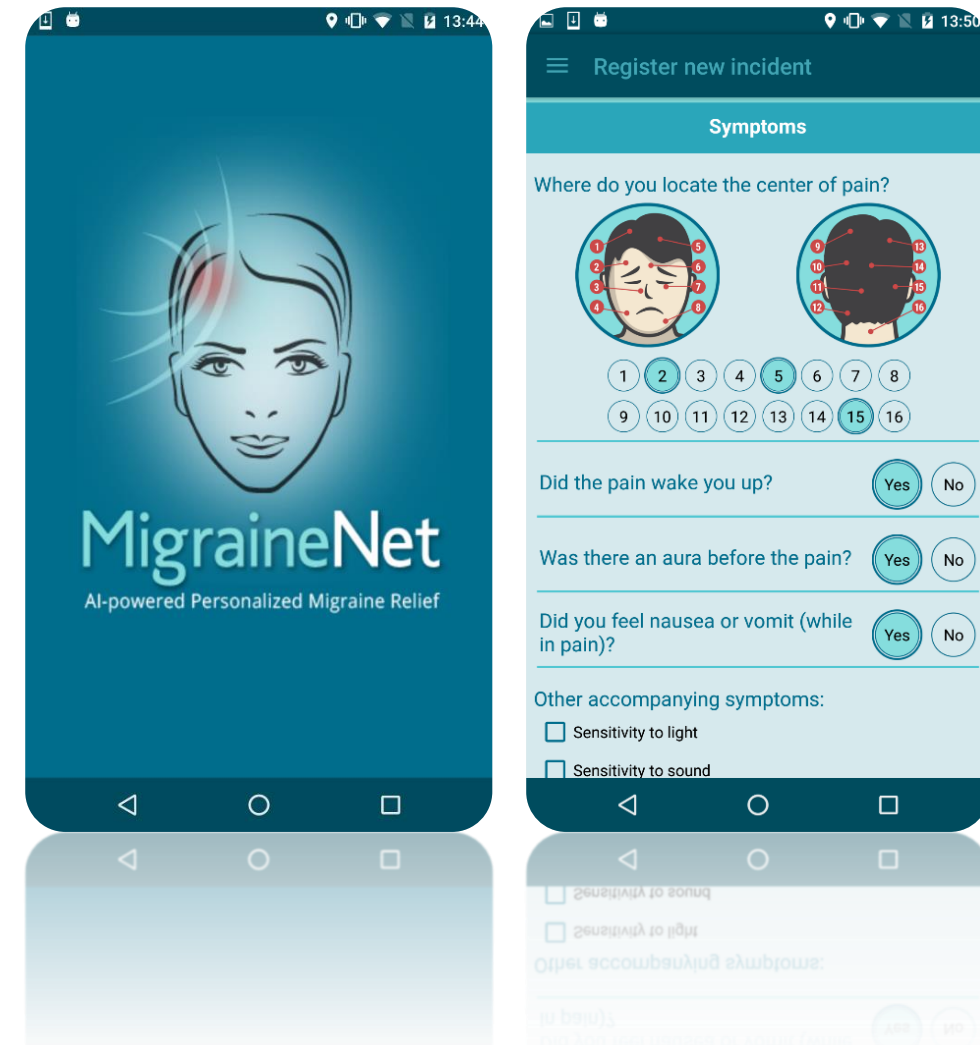 13:44
MigraineNet
AI-powered Personalized Migraine Relief
13:50
Register new incident
Symptoms
Where do you locate the center of pain?
1 5
2 6
3 7
4 8
9 13
10 14
11 15
12 16
1 2 3 4 5 6 7 8
9 10 11 12 13 14 15 16
Did the pain wake you up? Yes No
Was there an aura before the pain? Yes No
Did you feel nausea or vomit (while
in pain)? Yes No
Other accompanying symptoms:
Sensitivity to light
Sensitivity to sound